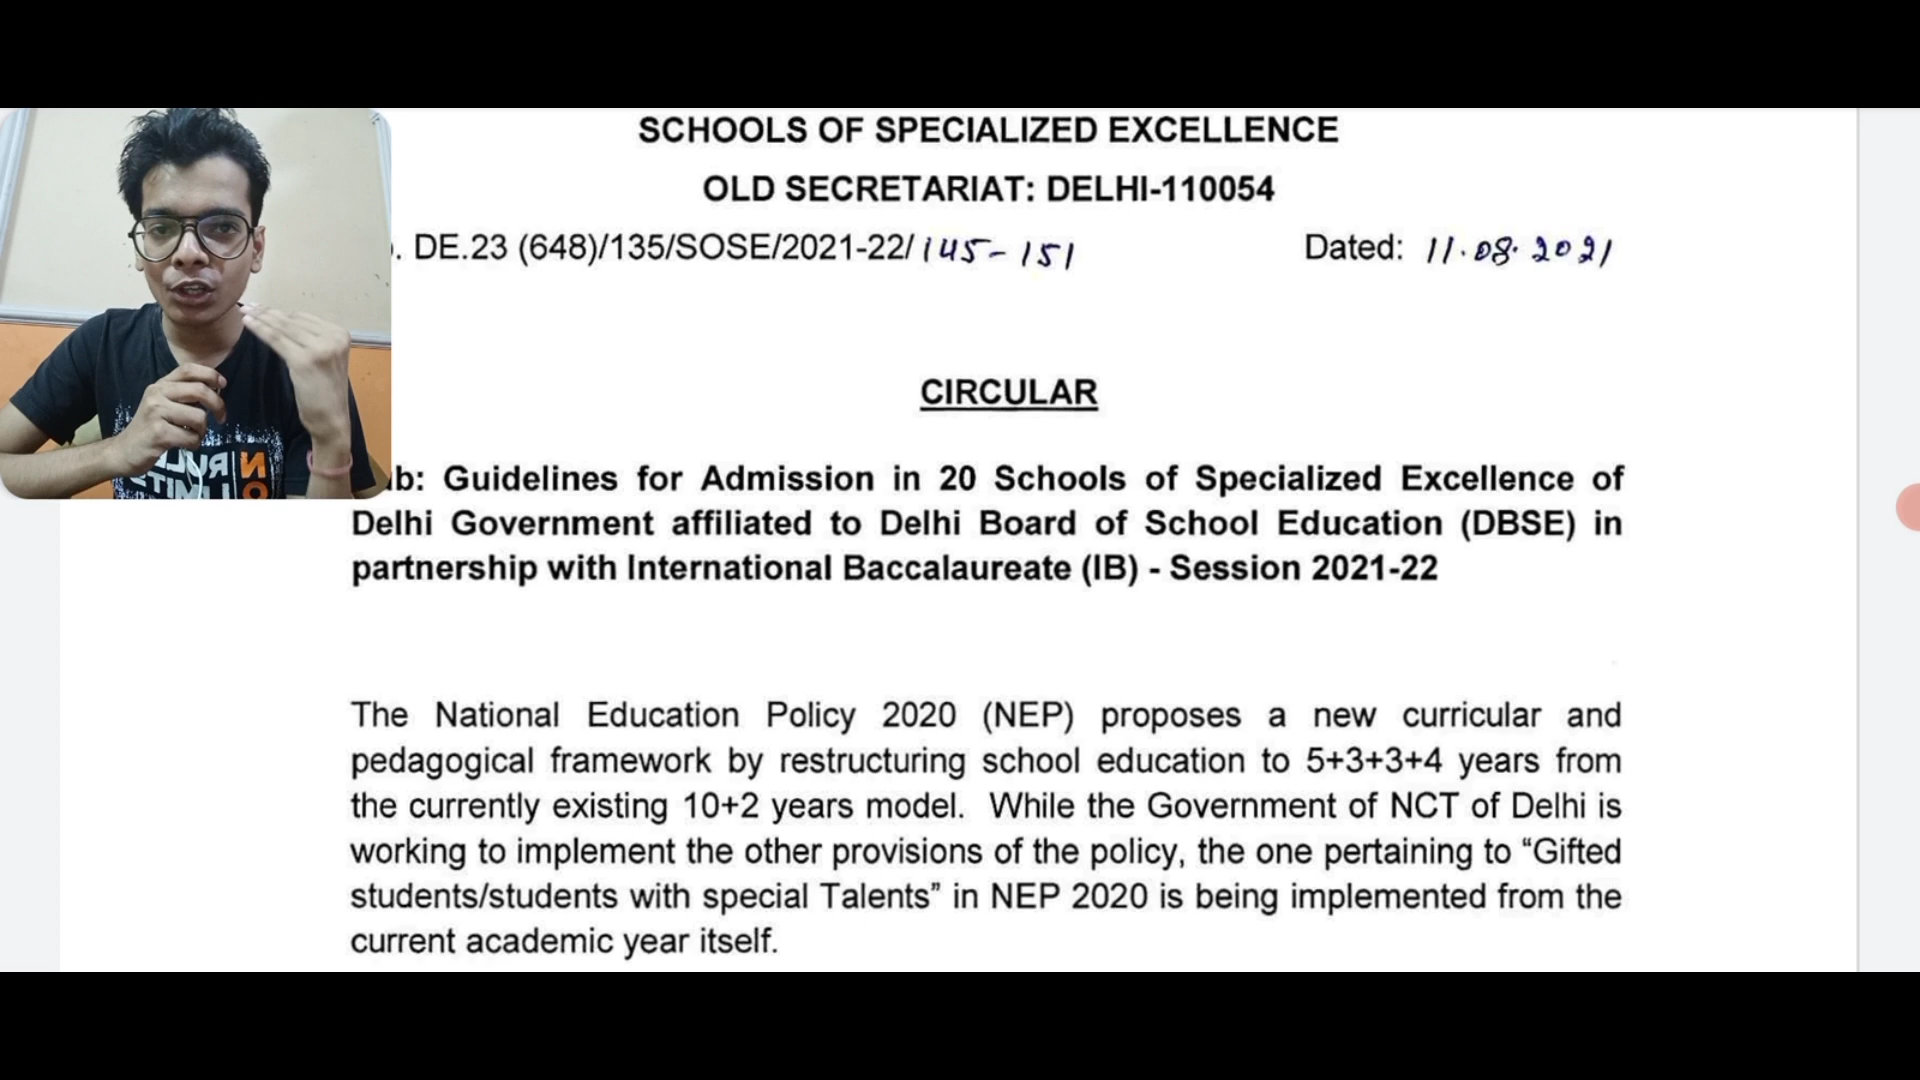 SCHOOLS OF SPECIALIZED EXCELLENCE
OLD SECRETARIAT: DELHI-110054
. DE.23 (648)/135/SOSE/2021-22/145-151 Dated: 11.08.2021
CIRCULAR
b: Guidelines for Admission in 20 Schools of Specialized Excellence of
Delhi Government affiliated to Delhi Board of School Education (DBSE) in
partnership with International Baccalaureate (IB) - Session 2021-22
The National Education Policy 2020 (NEP) proposes a new curricular and
pedagogical framework by restructuring school education to 5+3+3+4 years from
the currently existing 10+2 years model. While the Government of NCT of Delhi is
working to implement the other provisions of the policy, the one pertaining to “Gifted
students/students with special Talents” in NEP 2020 is being implemented from the
current academic year itself.
NO